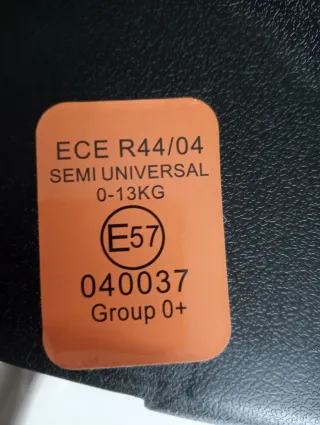 ECE R44/04
SEMI UNIVERSAL
0-13KG
E57
040037
Group 0+